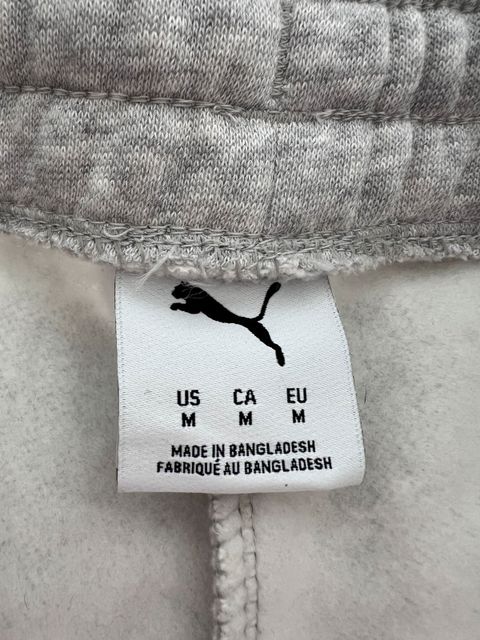 US CA EU
M M M
MADE IN BANGLADESH
FABRIQUÉ AU BANGLADESH